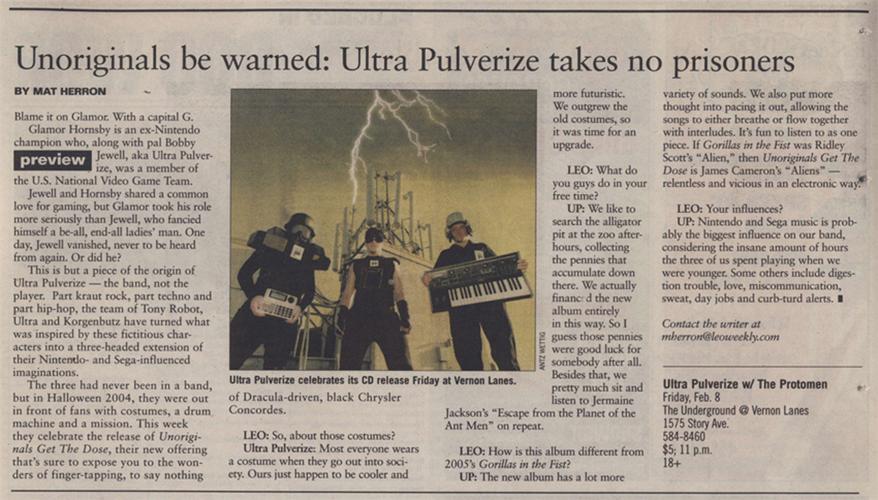 Unoriginals be warned: Ultra Pulverize takes no prisoners
BY MAT HERRON
Blame it on Glamor. With a capital G.
Glamor Hornsby is an ex-Nintendo
champion who, along with pal Bobby
preview Jewell, aka Ultra Pulver-
ize, was a member of
the U.S. National Video Game Team.
Jewell and Hornsby shared a common
love for gaming, but Glamor took his role
more seriously than Jewell, who fancied
himself a be-all, end-all ladies' man. One
day, Jewell vanished, never to be heard
from again. Or did he?
This is but a piece of the origin of
Ultra Pulverize — the band, not the
player. Part kraut rock, part techno and
part hip-hop, the team of Tony Robot,
Ultra and Korgenbutz have turned what
was inspired by these fictitious char-
acters into a three-headed extension of
their Nintendo- and Sega-influenced
imaginations.
The three had never been in a band,
but in Halloween 2004, they were out
in front of fans with costumes, a drum
machine and a mission. This week
they celebrate the release of Unorigi-
nals Get The Dose, their new offering
that's sure to expose you to the won-
ders of finger-tapping, to say nothing
ANTZ WETTIG
Ultra Pulverize celebrates its CD release Friday at Vernon Lanes.
of Dracula-driven, black Chrysler
Concordes.
LEO: So, about those costumes?
Ultra Pulverize: Most everyone wears
a costume when they go out into soci-
ety. Ours just happen to be cooler and
more futuristic.
We outgrew the
old costumes, so
it was time for an
upgrade.
LEO: What do
you guys do in your
free time?
UP: We like to
search the alligator
pit at the zoo after-
hours, collecting
the pennies that
accumulate down
there. We actually
financed the new
album entirely
in this way. So I
guess those pennies
were good luck for
somebody after all.
Besides that, we
pretty much sit and
listen to Jermaine
Jackson's "Escape from the Planet of the
Ant Men" on repeat.
LEO: How is this album different from
2005's Gorillas in the Fist?
UP: The new album has a lot more
variety of sounds. We also put more
thought into pacing it out, allowing the
songs to either breathe or flow together
with interludes. It's fun to listen to as one
piece. If Gorillas in the Fist was Ridley
Scott's "Alien," then Unoriginals Get The
Dose is James Cameron's "Aliens" —
relentless and vicious in an electronic way.
LEO: Your influences?
UP: Nintendo and Sega music is prob-
ably the biggest influence on our band,
considering the insane amount of hours
the three of us spent playing when we
were younger. Some others include diges-
tion trouble, love, miscommunication,
sweat, day jobs and curb-turd alerts.
Contact the writer at
mherron@leoweekly.com
Ultra Pulverize w/ The Protomen
Friday, Feb. 8
The Underground @ Vernon Lanes
1575 Story Ave.
584-8460
$5; 11 p.m.
18+